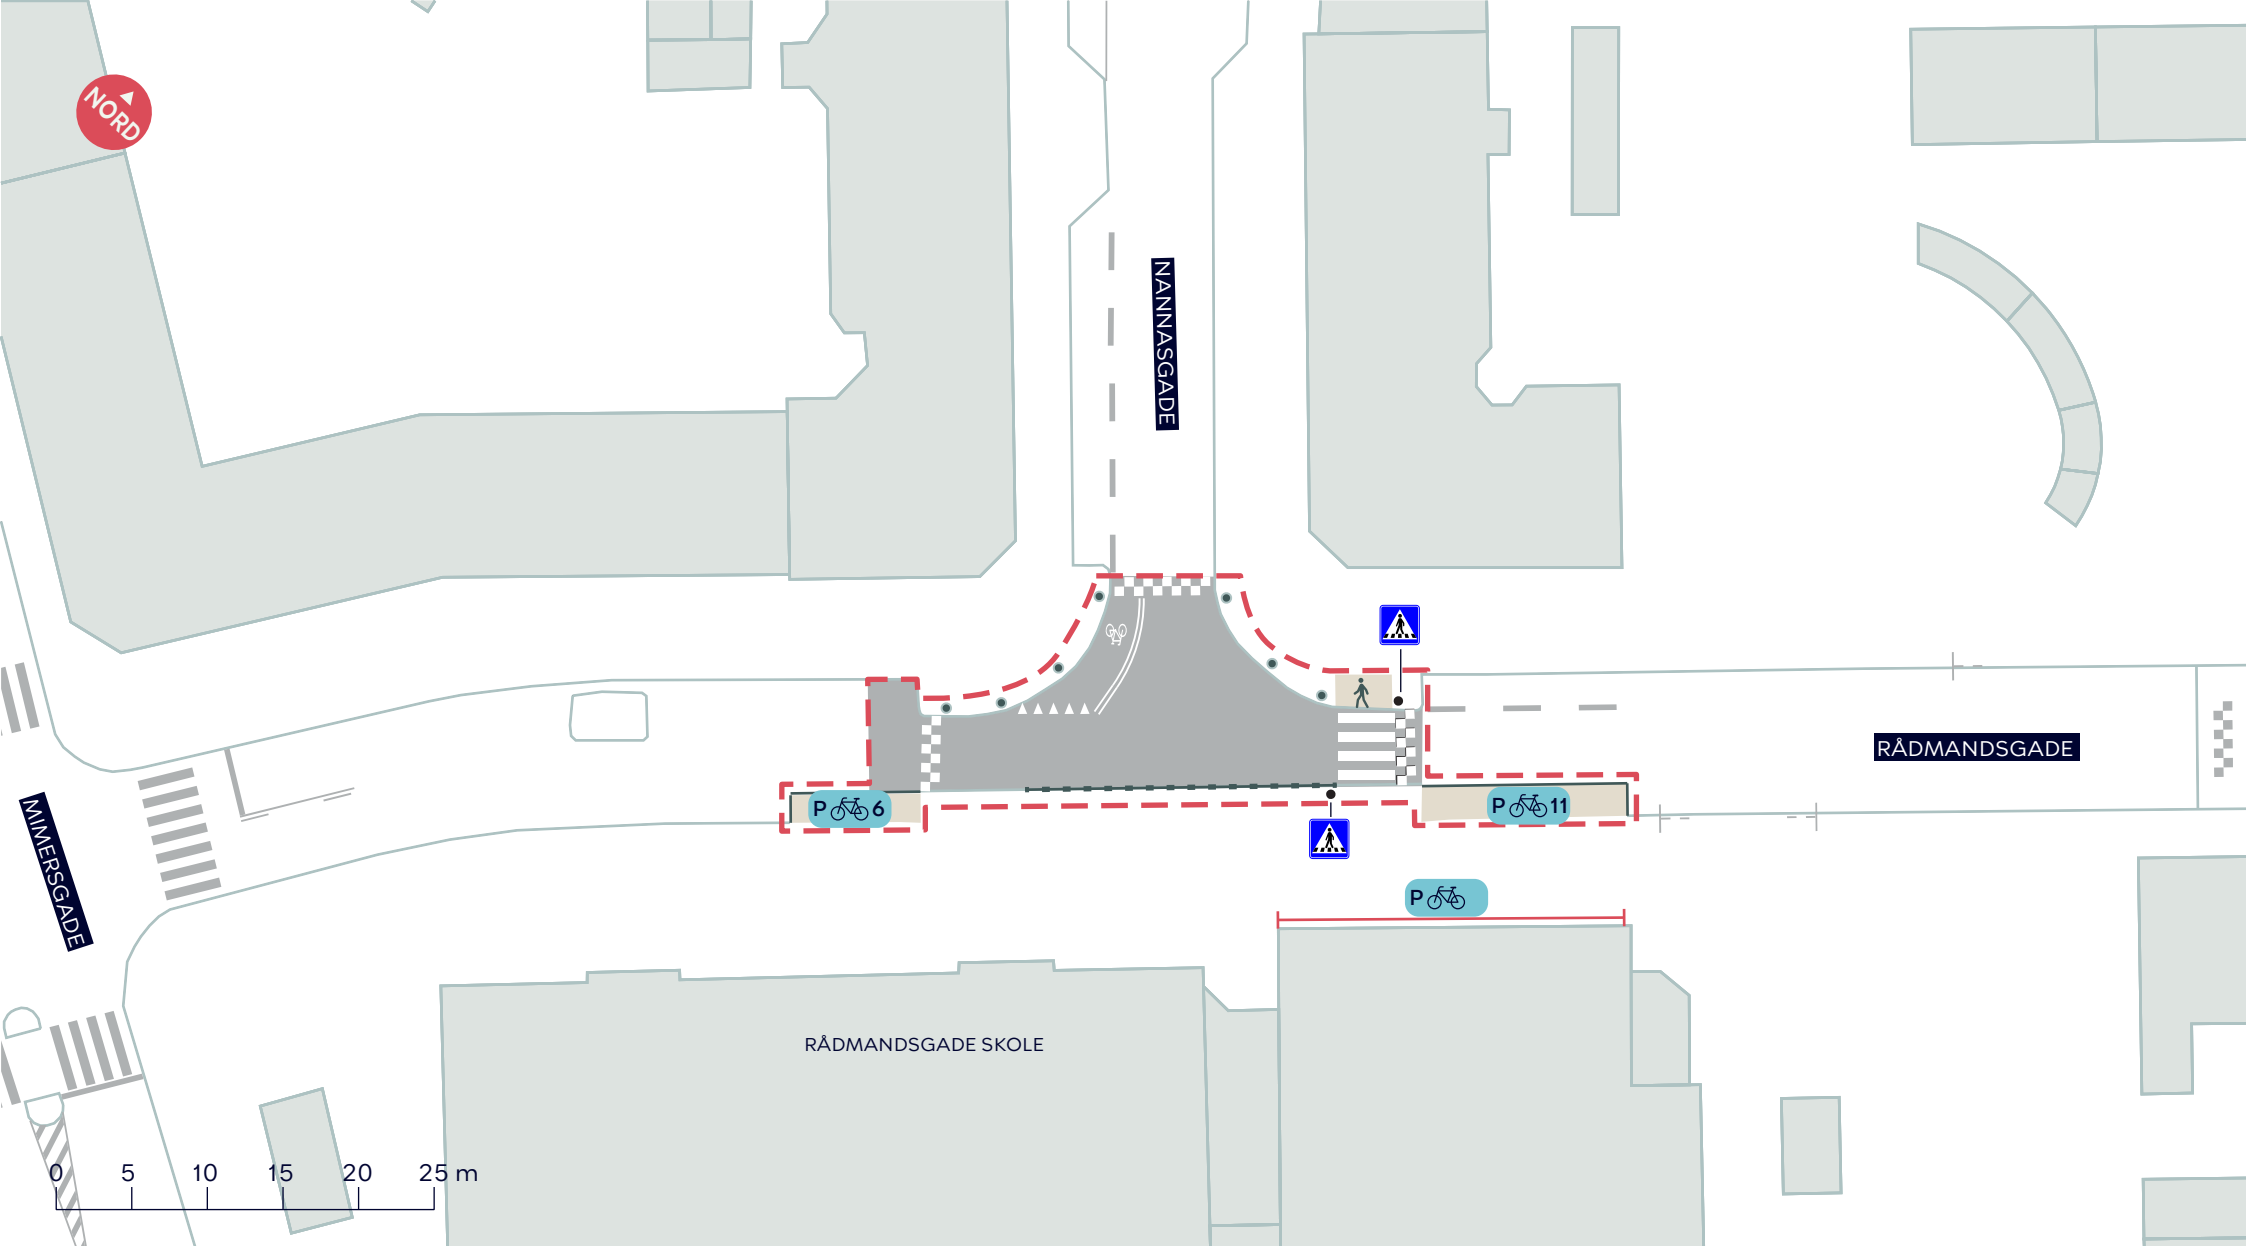 NORD
NANNASGADE
RÅDMANDSGADE
P 6
P 11
MIMERSGADE
P
RÅDMANDSGADE SKOLE
0 5 10 15 20 25 m